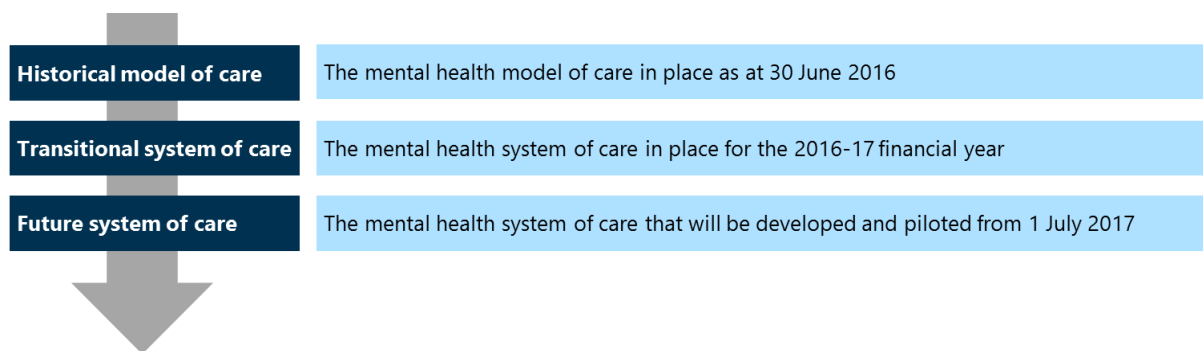 Historical model of care
The mental health model of care in place as at 30 June 2016
Transitional system of care
The mental health system of care in place for the 2016-17 financial year
Future system of care
The mental health system of care that will be developed and piloted from 1 July 2017